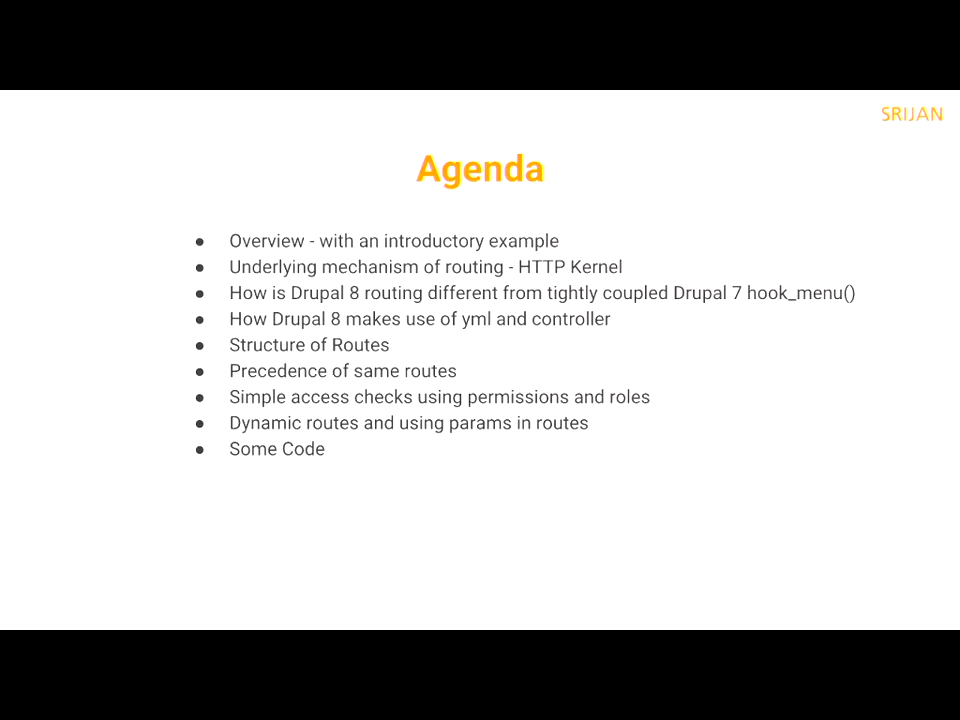 SRIJAN
Agenda
● Overview - with an introductory example
● Underlying mechanism of routing - HTTP Kernel
● How is Drupal 8 routing different from tightly coupled Drupal 7 hook_menu()
● How Drupal 8 makes use of yml and controller
● Structure of Routes
● Precedence of same routes
● Simple access checks using permissions and roles
● Dynamic routes and using params in routes
● Some Code